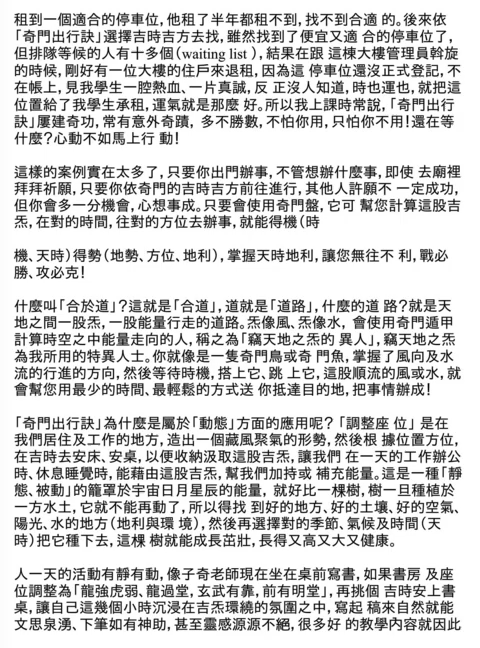 租到一個適合的停車位，他租了半年都租不到，找不到合適 的。後來依
「奇門出行訣」選擇吉時吉方去找，雖然找到了便宜又適 合的停車位了，
但排隊等候的人有十多個（waiting list ），結果在跟 這棟大樓管理員斡旋
的時候，剛好有一位大樓的住戶來退租，因為這 停車位還沒正式登記，不
在帳上，見我學生一腔熱血、一片真誠，反 正沒人知道，時也運也，就把這
位置給了我學生承租，運氣就是那麼 好。所以我上課時常說，「奇門出行
訣」屢建奇功，常有意外奇蹟， 多不勝數，不怕你用，只怕你不用！還在等
什麼？心動不如馬上行 動！
這樣的案例實在太多了，只要你出門辦事，不管想辦什麼事，即使 去廟裡
拜拜祈願，只要你依奇門的吉時吉方前往進行，其他人許願不 一定成功，
但你會多一分機會，心想事成。只要會使用奇門盤，它可 幫您計算這股吉
炁，在對的時間，往對的方位去辦事，就能得機（時
機、天時）得勢（地勢、方位、地利），掌握天時地利，讓您無往不 利，戰必
勝、攻必克！
什麼叫「合於道」？這就是「合道」，道就是「道路」，什麼的道 路？就是天
地之間一股炁，一股能量行走的道路。炁像風、炁像水， 會使用奇門遁甲
計算時空之中能量走向的人，稱之為「竊天地之炁的 異人」，竊天地之炁
為我所用的特異人士。你就像是一隻奇門鳥或奇 門魚，掌握了風向及水
流的行進的方向，然後等待時機，搭上它、跳 上它，這股順流的風或水，就
會幫您用最少的時間、最輕鬆的方式送 你抵達目的地，把事情辦成！
「奇門出行訣」為什麼是屬於「動態」方面的應用呢？ 「調整座 位」 是在
我們居住及工作的地方，造出一個藏風聚氣的形勢，然後根 據位置方位，
在吉時去安床、安桌，以便收納汲取這股吉炁，讓我們 在一天的工作辦公
時、休息睡覺時，能藉由這股吉炁，幫我們加持或 補充能量。這是一種「靜
態、被動」的籠罩於宇宙日月星辰的能量， 就好比一棵樹，樹一旦種植於
一方水土，它就不能再動了，所以得找 到好的地方、好的土壤、好的空氣、
陽光、水的地方（地利與環 境），然後再選擇對的季節、氣候及時間（天
時）把它種下去，這棵 樹就能成長茁壯，長得又高又大又健康。
人一天的活動有靜有動，像子奇老師現在坐在桌前寫書，如果書房 及座
位調整為「龍強虎弱、龍過堂，玄武有靠，前有明堂」，再挑個 吉時安上書
桌，讓自己這幾個小時沉浸在吉炁環繞的氛圍之中，寫起 稿來自然就能
文思泉湧、下筆如有神助，甚至靈感源源不絕，很多好 的教學內容就因此